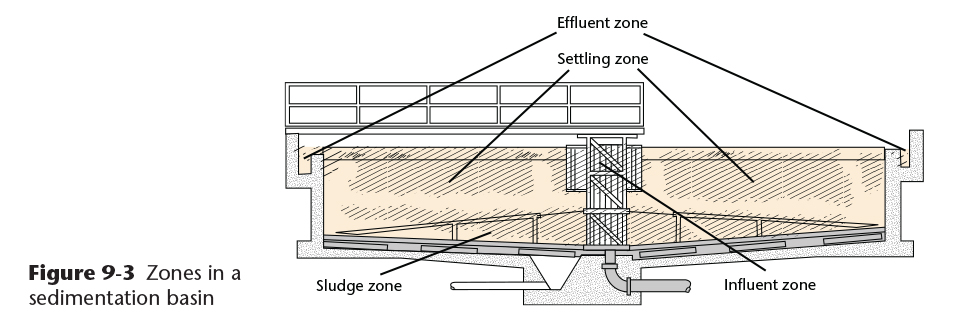 Effluent zone
Settling zone
Sludge zone
Influent zone
Figure 9-3 Zones in a
sedimentation basin